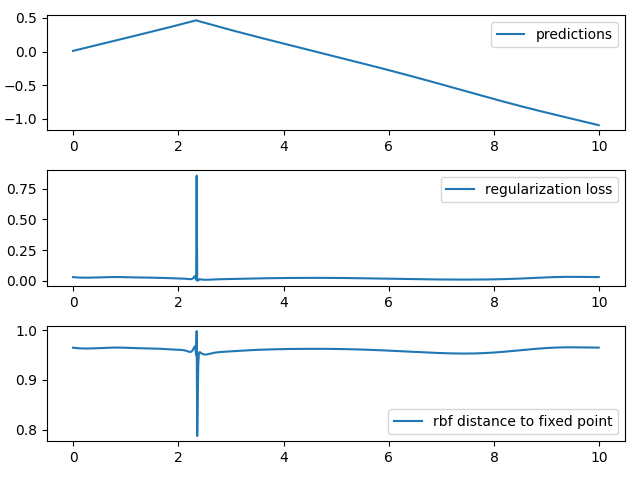 0.5
0.0
−0.5
−1.0
predictions
0 2 4 6 8 10
0.75
0.50
0.25
0.00
regularization loss
0 2 4 6 8 10
1.0
0.9
0.8
rbf distance to fixed point
0 2 4 6 8 10